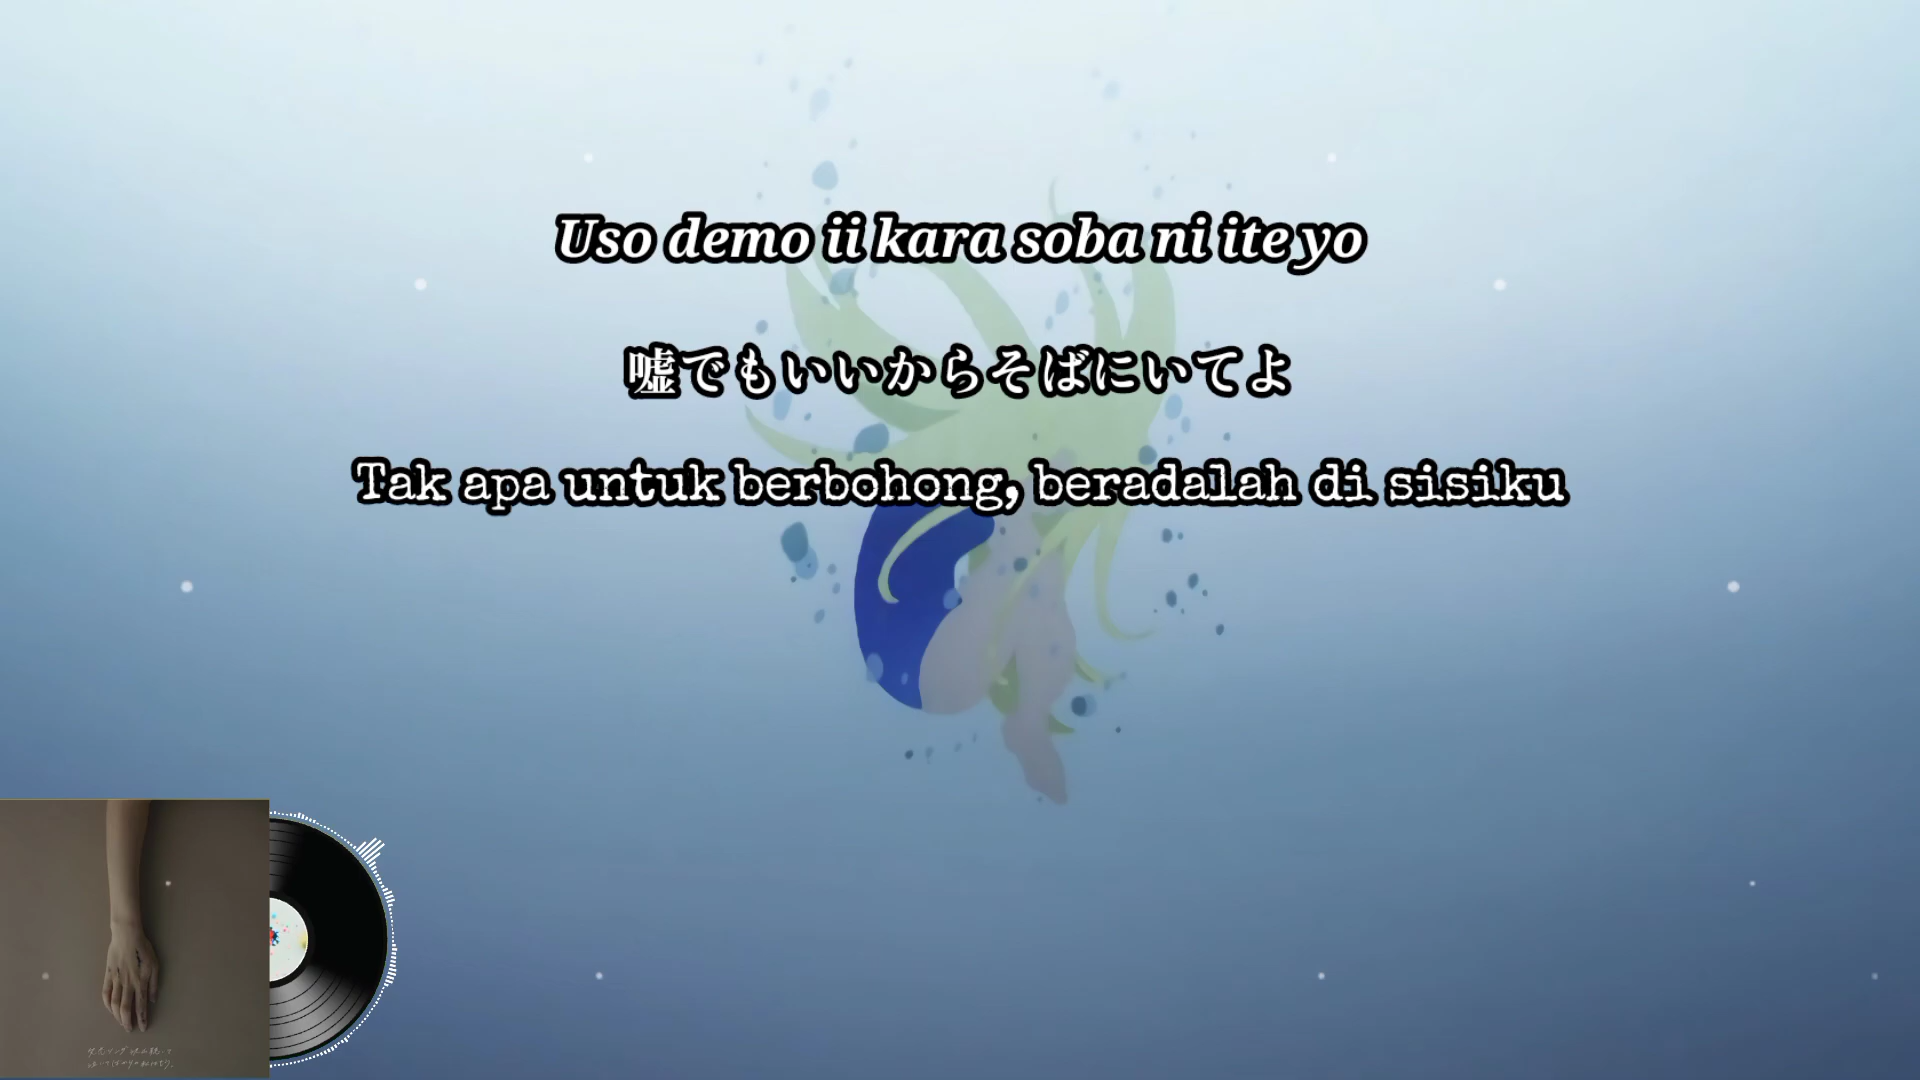 Uso demo ii kara soba ni ite yo
嘘でもいいからそばにいてよ
Tak apa untuk berbohong, beradalah di sisiku